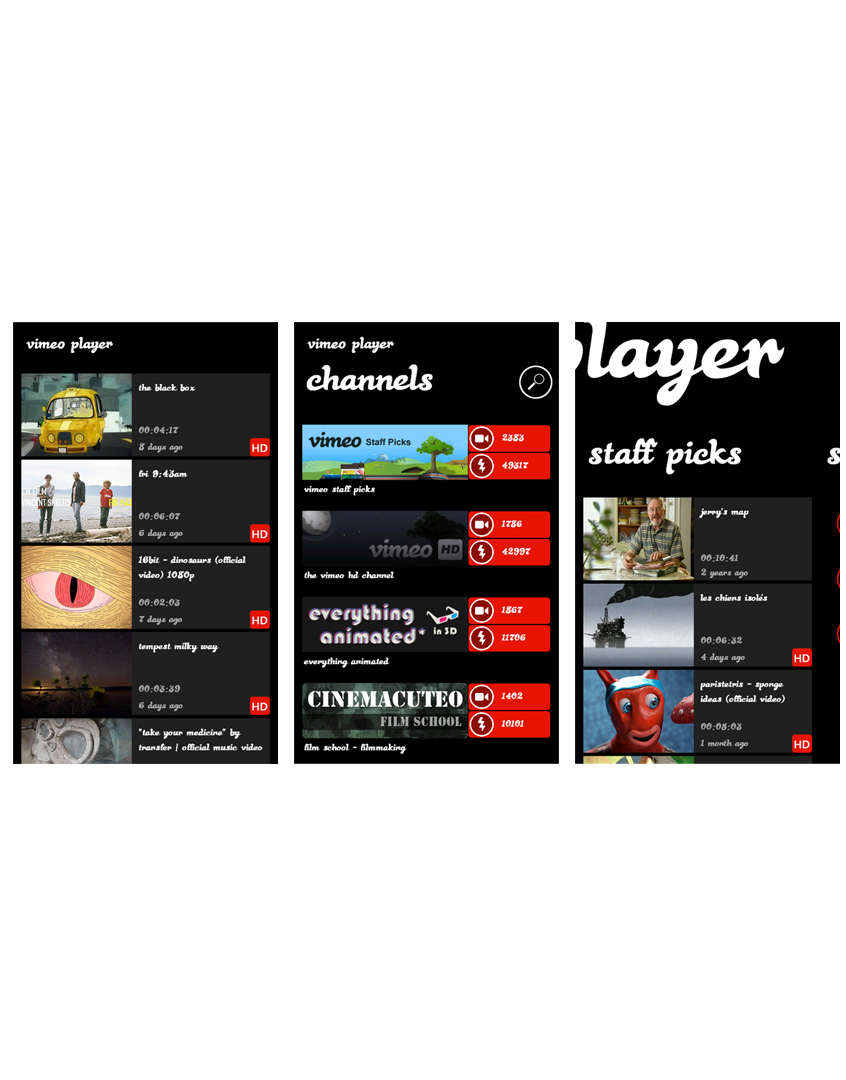 vimeo player
the black box
00:04:17
8 days ago
HD
fri 9:43am
00:06:07
6 days ago
HD
16bit - dinosaurs (official
video) 1080p
00:02:03
7 days ago
HD
tempest milky way
00:03:39
6 days ago
HD
"take your medicine" by
transfer | official music video
vimeo player
channels
vimeo Staff Picks
2383
49317
vimeo staff picks
vimeo HD
1786
42997
the vimeo hd channel
everything
animated*
in 3D
1867
11706
everything animated
CINEMACUTEO
FILM SCHOOL
1402
10101
film school - filmmaking
player
staff picks
jerry's map
00:10:41
2 years ago
les chiens isolés
00:06:32
4 days ago
HD
paristetris - sponge
ideas (official video)
00:03:03
1 month ago
HD